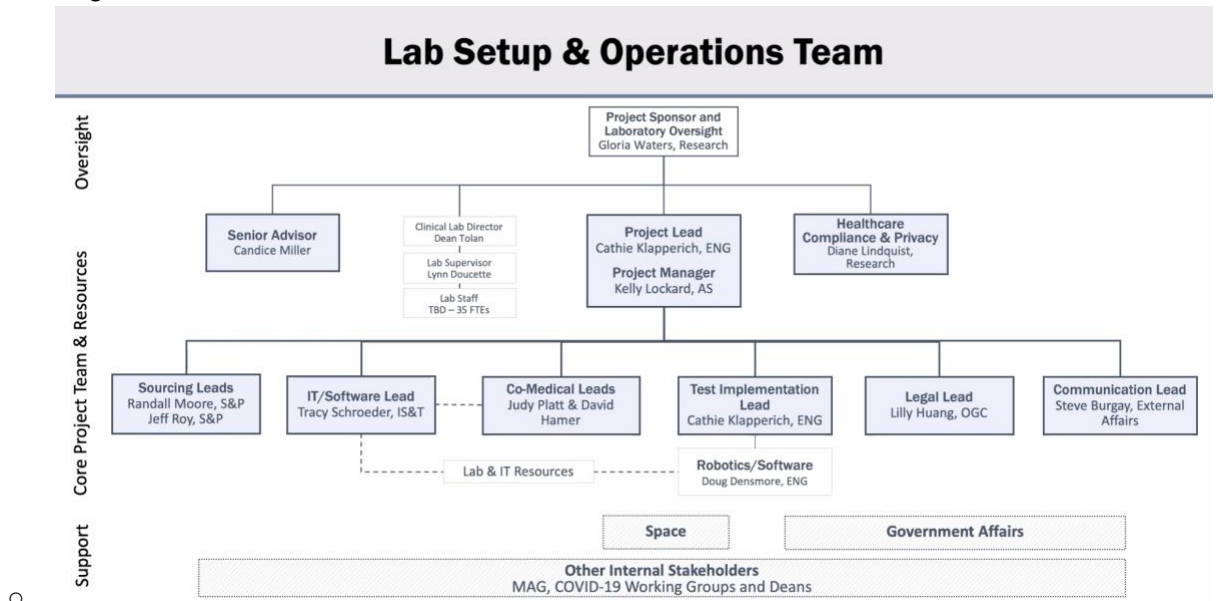 Lab Setup & Operations Team
Oversight
Project Sponsor and
Laboratory Oversight
Gloria Waters, Research
Senior Advisor
Candice Miller
Clinical Lab Director
Dean Tolan
Lab Supervisor
Lynn Doucette
Lab Staff
TBD – 35 FTEs
Project Lead
Cathie Klapperich, ENG
Project Manager
Kelly Lockard, AS
Healthcare
Compliance & Privacy
Diane Lindquist,
Research
Core Project Team & Resources
Sourcing Leads
Randall Moore, S&P
Jeff Roy, S&P
IT/Software Lead
Tracy Schroeder, IS&T
Co-Medical Leads
Judy Platt & David
Hamer
Test Implementation
Lead
Cathie Klapperich, ENG
Legal Lead
Lilly Huang, OGC
Communication Lead
Steve Burgay, External
Affairs
Lab & IT Resources
Robotics/Software
Doug Densmore, ENG
Support
Space
Government Affairs
Other Internal Stakeholders
MAG, COVID-19 Working Groups and Deans